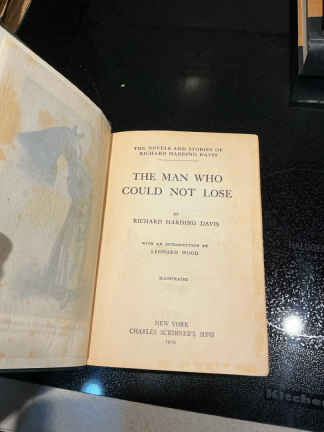 THE NOVELS AND STORIES OF
RICHARD HARDING DAVIS
THE MAN WHO
COULD NOT LOSE
BY
RICHARD HARDING DAVIS
WITH AN INTRODUCTION BY
LEONARD WOOD
ILLUSTRATED
NEW YORK
CHARLES SCRIBNER'S SONS
Kitchen